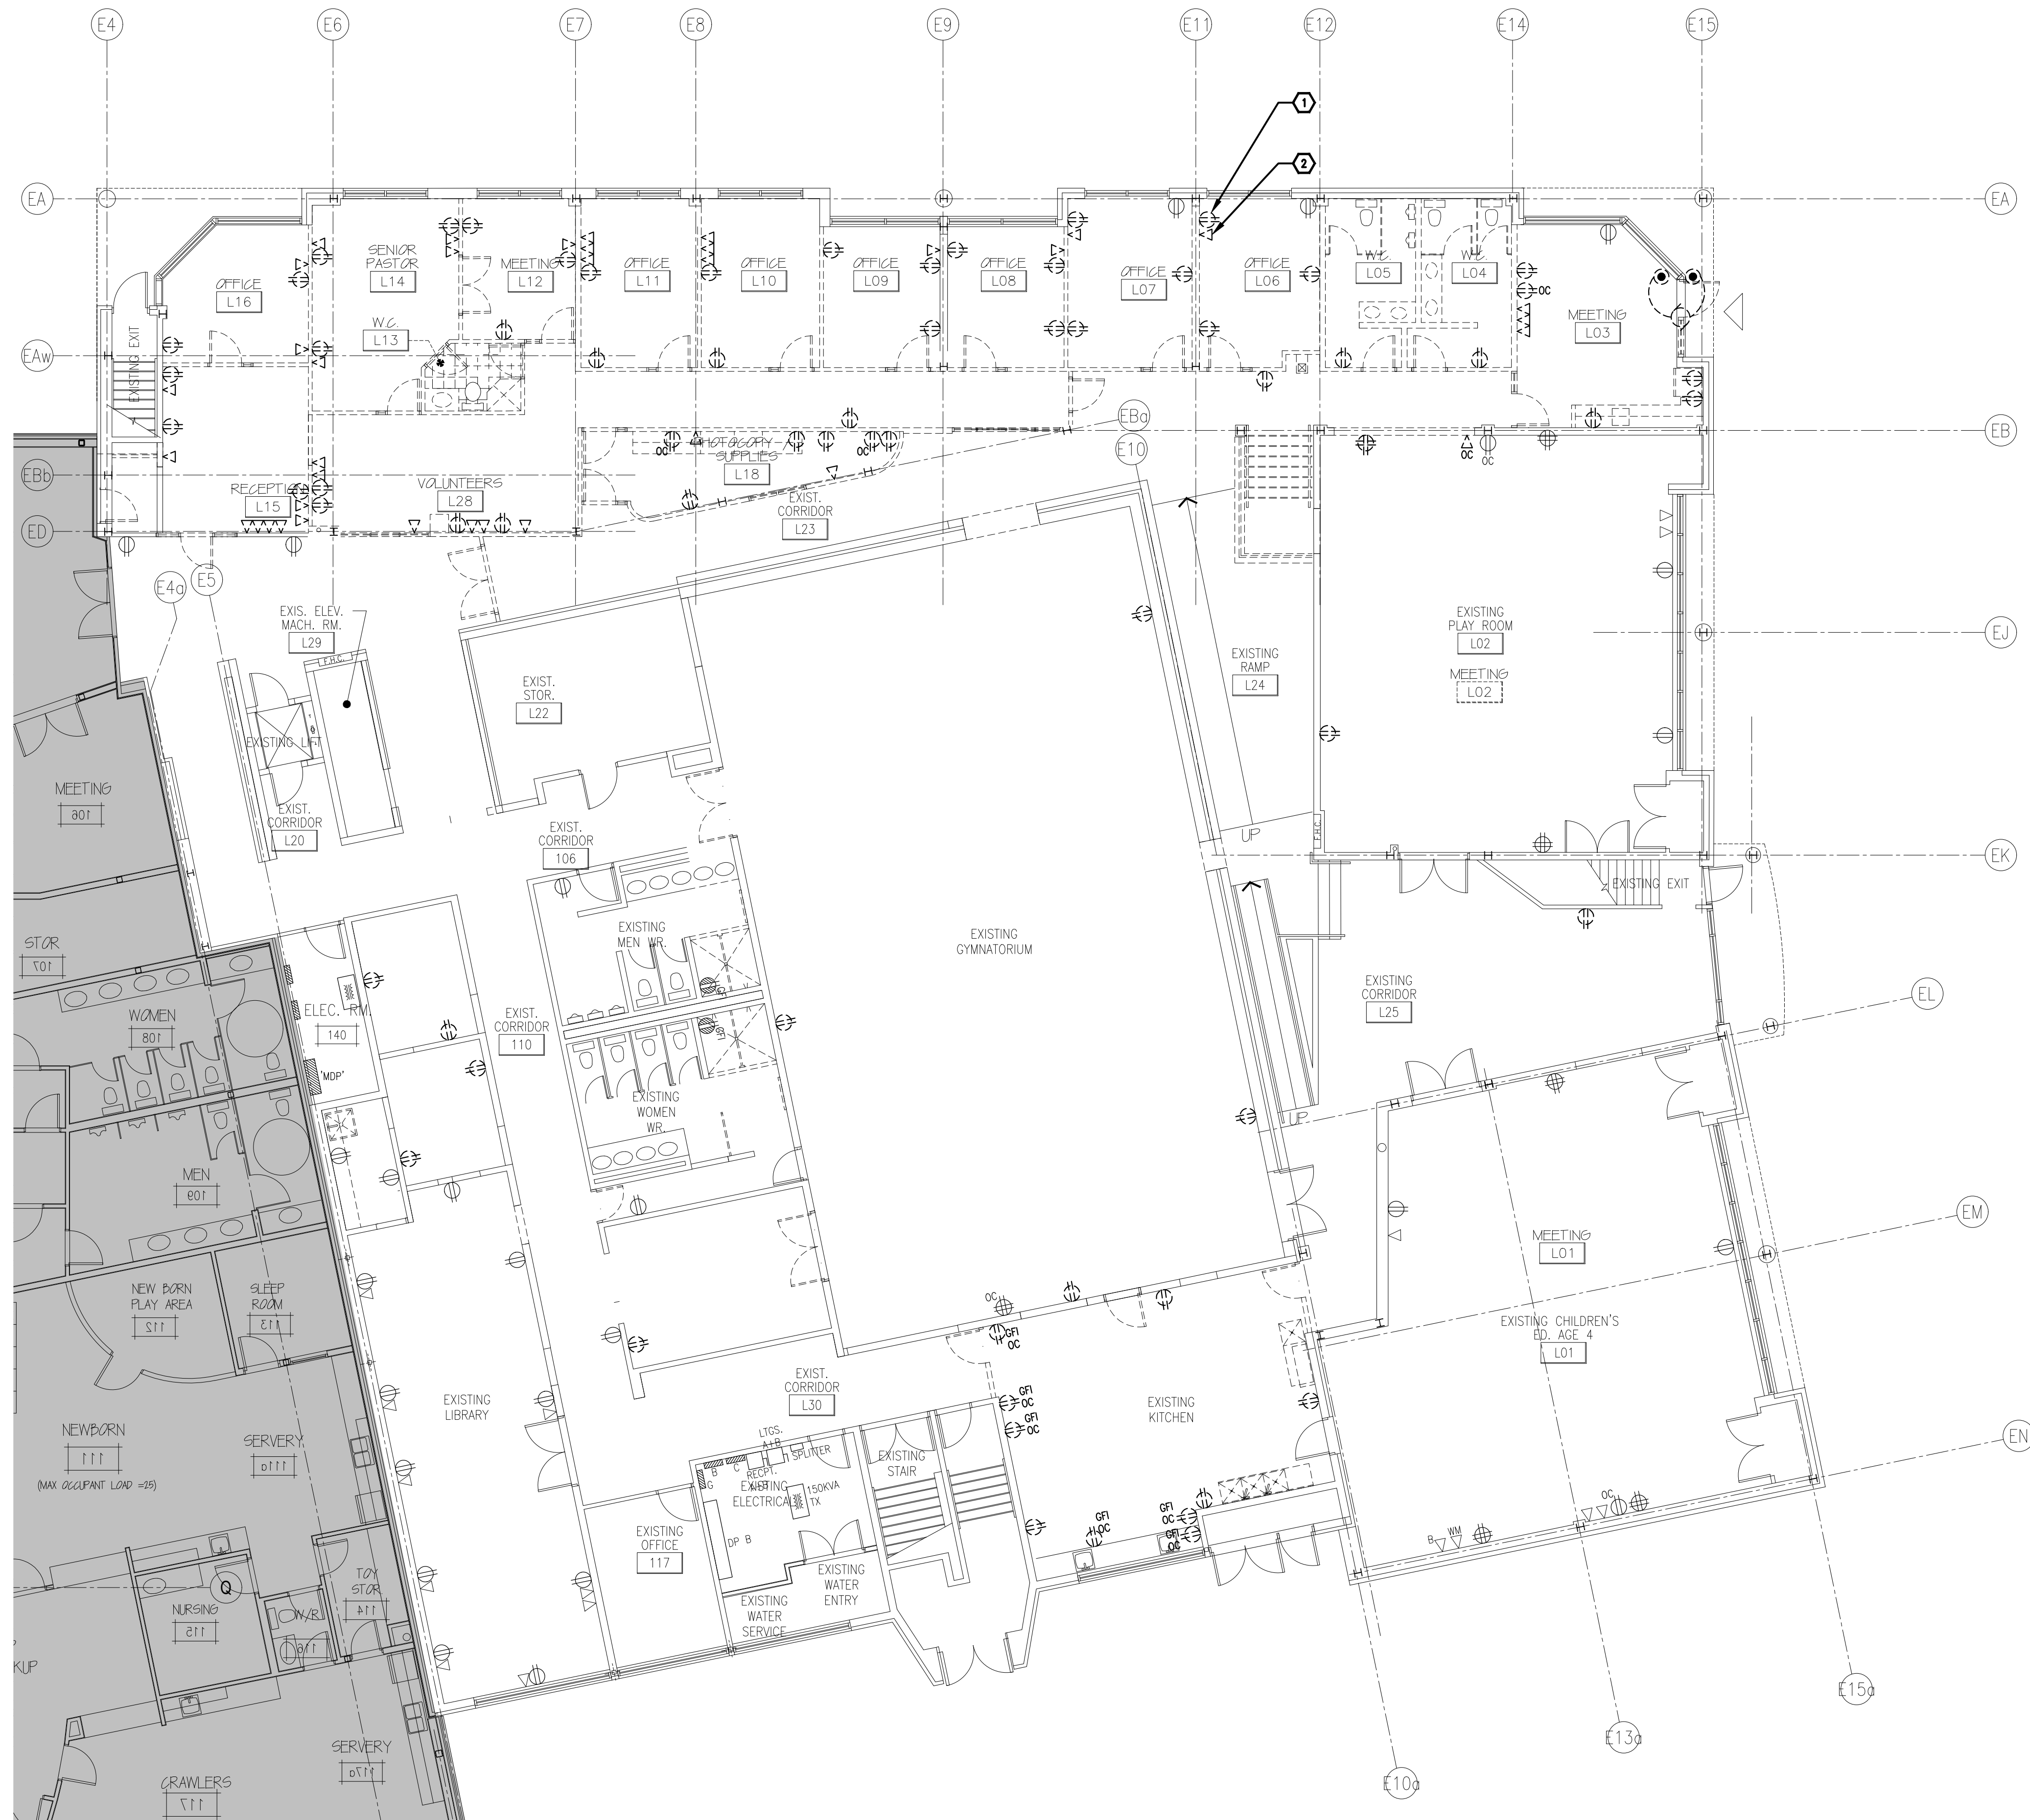 E4
E6
E7
E8
E9
E11
E12
E14
E15
1
2
EA
EA
SENIOR
PASTOR
L14
OFFICE
L16
MEETING
L12
OFFICE
L11
OFFICE
L10
OFFICE
L09
OFFICE
L08
OFFICE
L07
OFFICE
L06
W.C.
L05
W.C.
L04
OC
MEETING
L03
W.C.
L13
EAw
EXISTING EXIT
EBa
EB
E10
OC
OC
OC
OC
PHOTOCOPY
SUPPLIES
L18
EBb
RECEPTION
L15
VOLUNTEERS
L28
EXIST.
CORRIDOR
L23
ED
E4a
E5
EXIS. ELEV.
MACH. RM.
L29
F.H.C.
EXISTING LIFT
EXIST.
CORRIDOR
L20
EXIST.
STOR.
L22
EXISTING
RAMP
L24
EXISTING
PLAY ROOM
L02
MEETING
L02
EJ
MEETING
106
EXIST.
CORRIDOR
106
UP
F.H.C.
EK
EXISTING EXIT
EXISTING
MEN WR.
EXISTING
GYMNATORIUM
STOR
107
GFI
GFI
WOMEN
108
ELEC. RM.
140
'MDP'
EXIST.
CORRIDOR
110
EXISTING
CORRIDOR
L25
EL
EXISTING
WOMEN
WR.
UP
MEN
109
MEETING
L01
EM
NEW BORN
PLAY AREA
112
SLEEP
ROOM
113
OC
GFI
OC
EXISTING CHILDREN'S
ED. AGE 4
L01
EXIST.
CORRIDOR
L30
EXISTING
LIBRARY
GFI
OC
GFI
OC
EXISTING
KITCHEN
NEWBORN
111
(MAX OCCUPANT LOAD =25)
SERVERY
111a
LTGS.
A+B
SPLITTER
B
C
G
RECPT.
A+B
EXISTING
ELECTRICAL
150KVA
TX
DP B
EXISTING
STAIR
EN
EXISTING
OFFICE
117
GFI
OC
GFI
OC
GFI
OC
OC
B
WM
EXISTING
WATER
ENTRY
EXISTING
WATER
SERVICE
TOY
STOR
114
Q
NURSING
115
W/R
116
KUP
SERVERY
117a
CRAWLERS
117
E10a
E13a
E15a